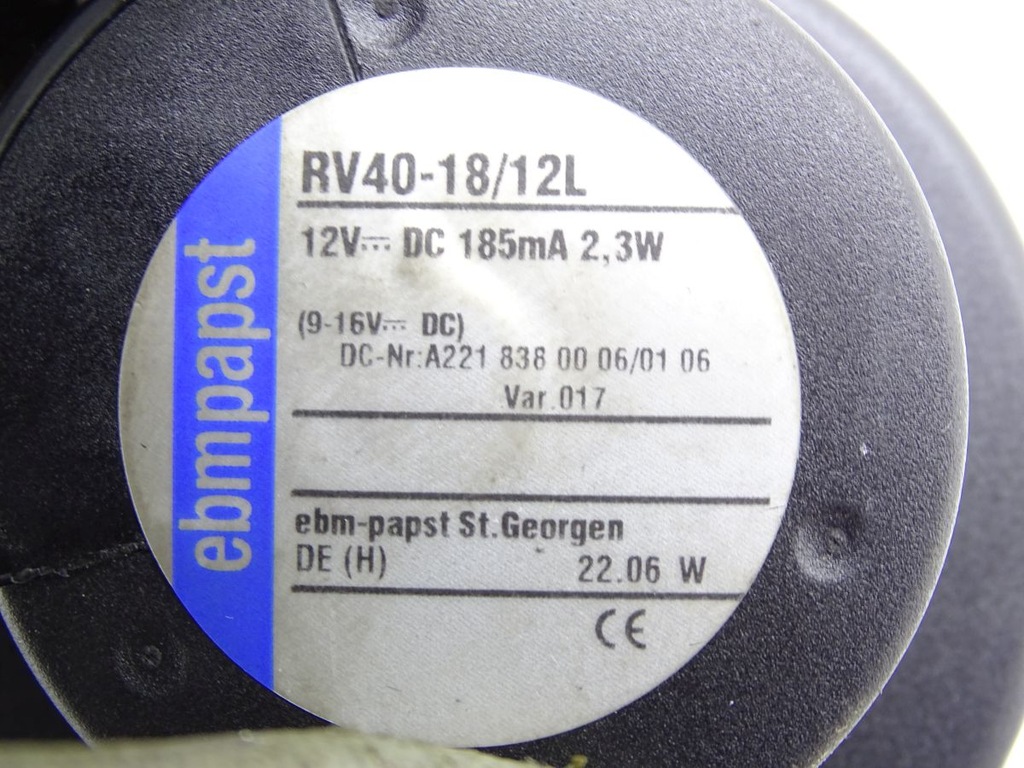 ebmpapst
RV40-18/12L
12V⎓ DC 185mA 2,3W
(9-16V⎓ DC)
DC-Nr:A221 838 00 06/01 06
Var.017
ebm-papst St.Georgen
DE (H) 22.06 W
CE